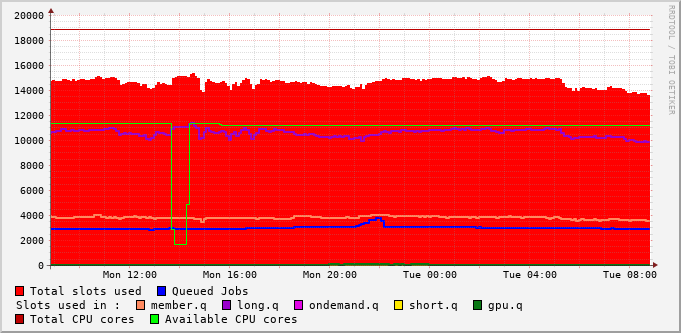 RRDTOOL / TOBI OETIKER
20000
18000
16000
14000
12000
10000
8000
6000
4000
2000
0
Mon 12:00 Mon 16:00 Mon 20:00 Tue 00:00 Tue 04:00 Tue 08:00
Total slots used Queued Jobs
Slots used in : member.q long.q ondemand.q short.q gpu.q
Total CPU cores Available CPU cores